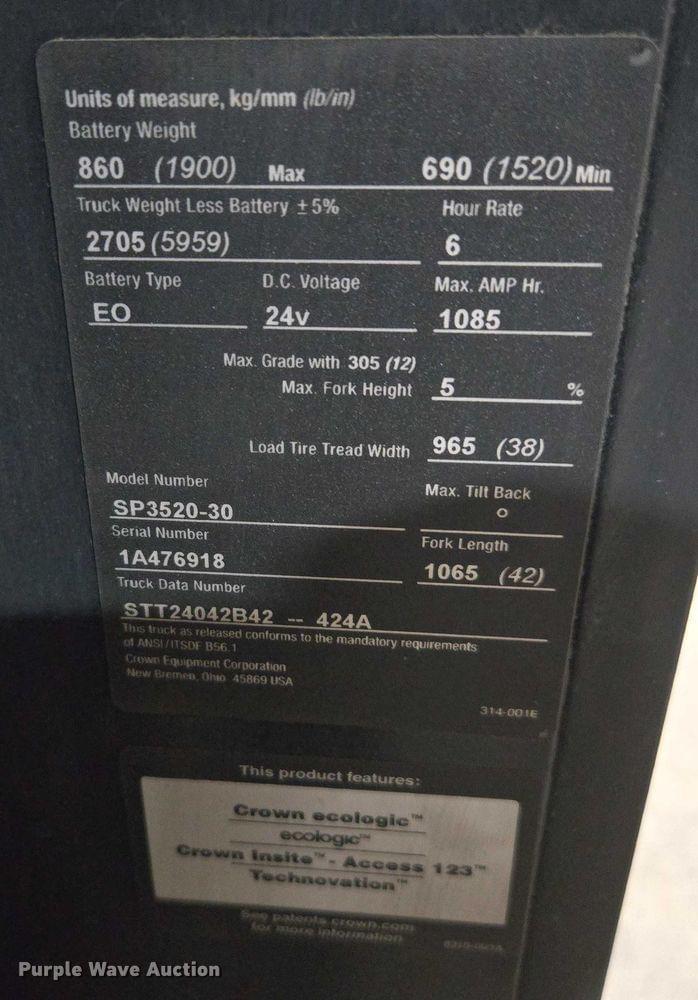 Units of measure, kg/mm (lb/in)
Battery Weight
860 (1900) Max 690 (1520) Min
Truck Weight Less Battery ±5% Hour Rate
2705 (5959) 6
Battery Type D.C. Voltage Max. AMP Hr.
EO 24v 1085
Max. Grade with 305 (12)
Max. Fork Height 5 %
Load Tire Tread Width 965 (38)
Model Number Max. Tilt Back
SP3520-30 °
Serial Number Fork Length
1A476918 1065 (42)
Truck Data Number
STT24042B42 -- 424A
This truck as released conforms to the mandatory requirements
of ANSI/ITSDF B56.1
Crown Equipment Corporation
New Bremen, Ohio 45869 USA
314-001E
This product features:
Crown ecologic™
ecologic™
Crown Insite™ - Access 123™
Technovation™
See patents.crown.com
for more information
Purple Wave Auction